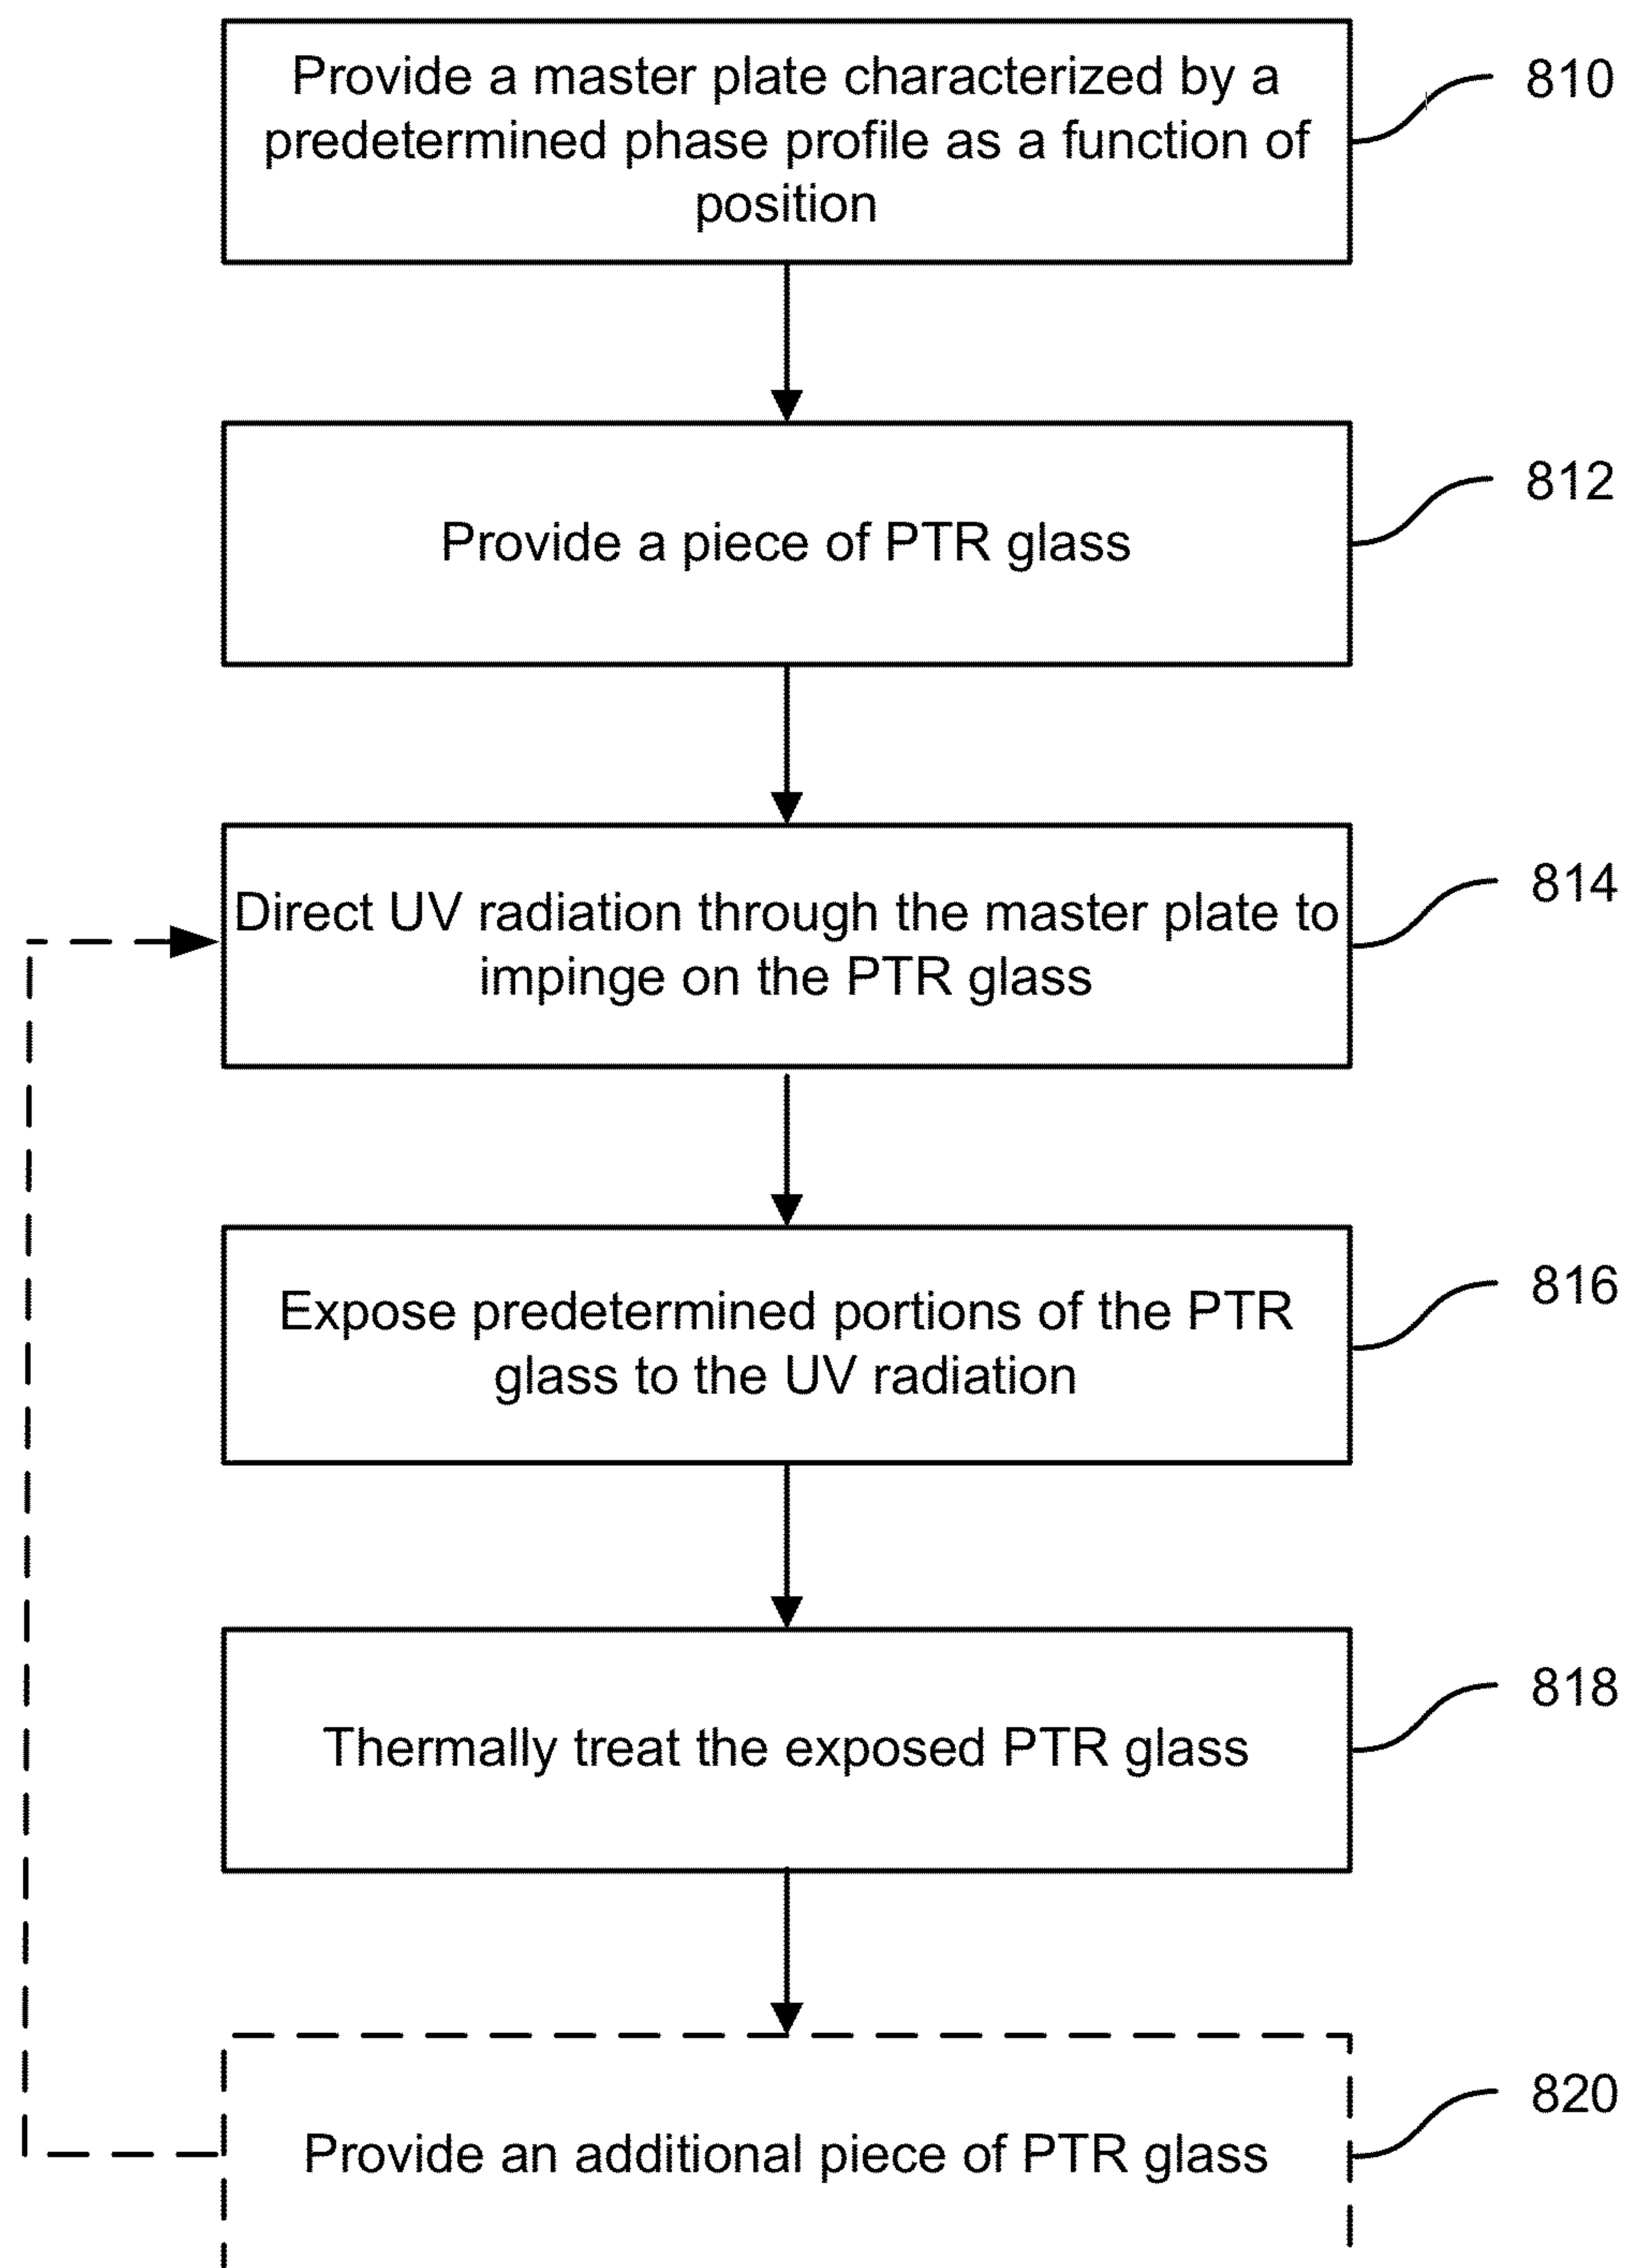 Provide a master plate characterized by a
predetermined phase profile as a function of
position
810
Provide a piece of PTR glass
812
Direct UV radiation through the master plate to
impinge on the PTR glass
814
Expose predetermined portions of the PTR
glass to the UV radiation
816
Thermally treat the exposed PTR glass
818
Provide an additional piece of PTR glass
820